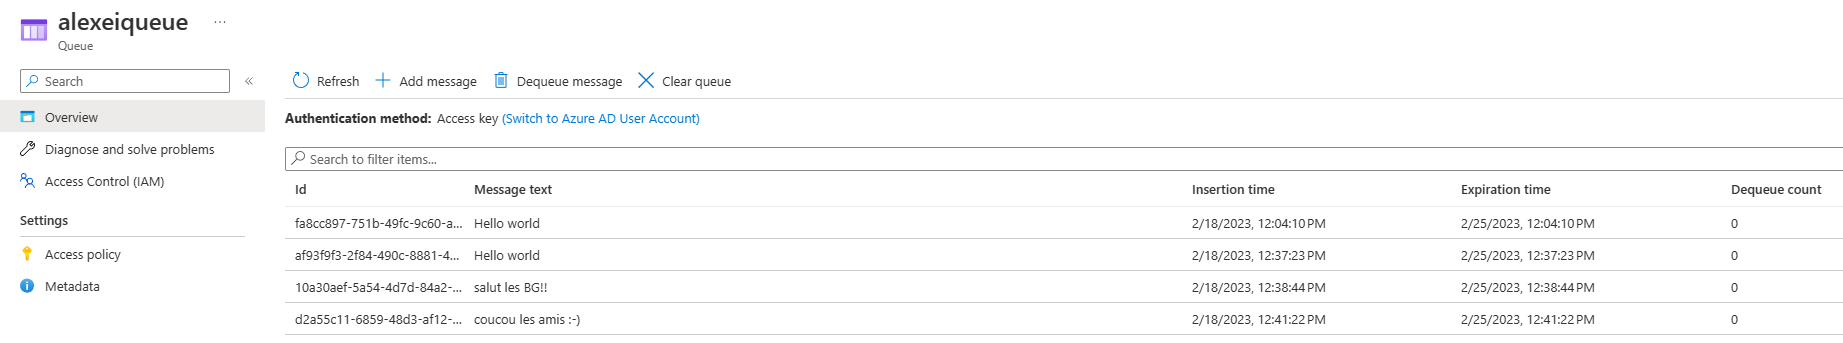 alexeiqueue ...
Queue
Search «
Refresh Add message Dequeue message Clear queue
Overview
Authentication method: Access key (Switch to Azure AD User Account)
Diagnose and solve problems
Search to filter items...
Access Control (IAM)
Id Message text Insertion time Expiration time Dequeue count
Settings
fa8cc897-751b-49fc-9c60-a... Hello world 2/18/2023, 12:04:10 PM 2/25/2023, 12:04:10 PM 0
Access policy
af93f9f3-2f84-490c-8881-4... Hello world 2/18/2023, 12:37:23 PM 2/25/2023, 12:37:23 PM 0
Metadata
10a30aef-5a54-4d7d-84a2-... salut les BG!! 2/18/2023, 12:38:44 PM 2/25/2023, 12:38:44 PM 0
d2a55c11-6859-48d3-af12-... coucou les amis :-) 2/18/2023, 12:41:22 PM 2/25/2023, 12:41:22 PM 0